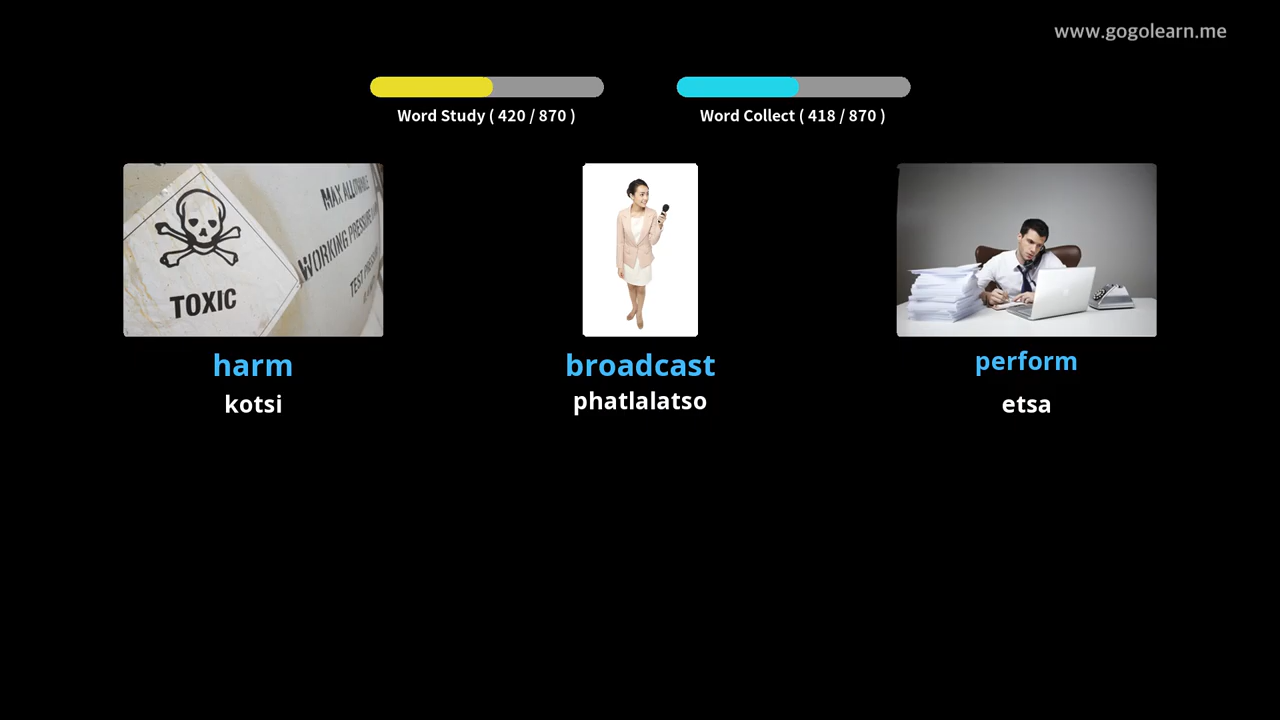 www.gogolearn.me
Word Study ( 420 / 870 )
Word Collect ( 418 / 870 )
TOXIC
MAX ALLOWABLE
WORKING PRESSURE
TEST
harm
broadcast
perform
kotsi
phatlalatso
etsa